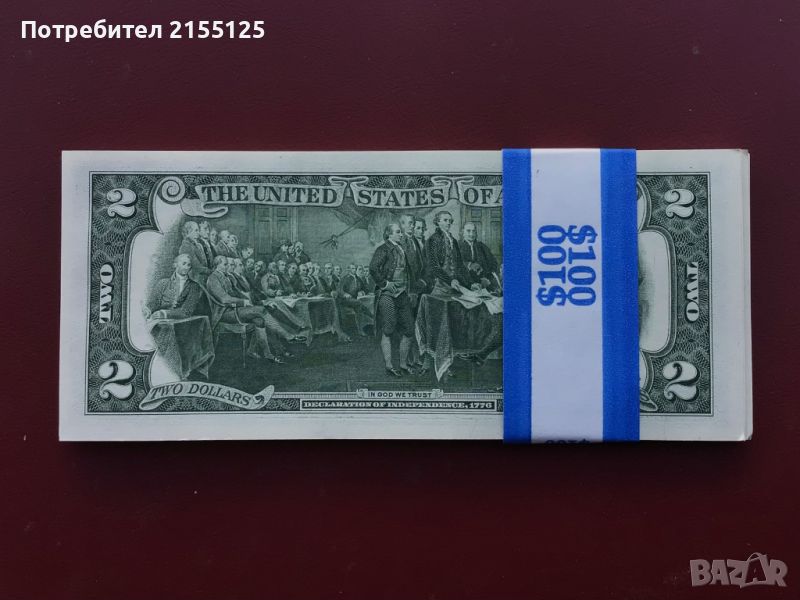 Потребител 2155125
2 THE UNITED STATES OF A 2
TWO
TWO
2 TWO DOLLARS
IN GOD WE TRUST
DECLARATION OF INDEPENDENCE, 1776
2
$100
$100
BAZAR